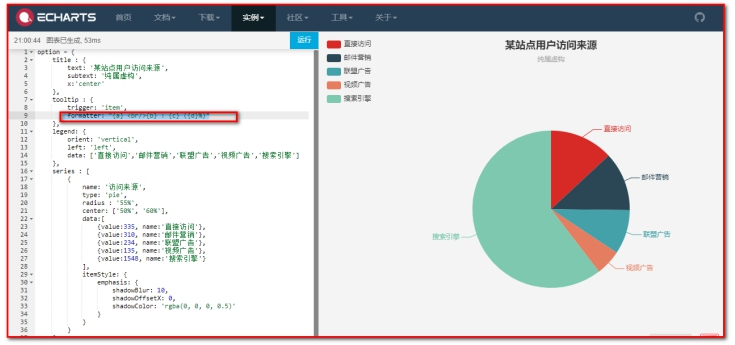 ECHARTS 首页 文档 下载 实例 社区 工具 关于
21:00:44 图表已生成, 53ms
运行
1 option = {
2 title : {
3 text: '某站点用户访问来源',
4 subtext: '纯属虚构',
5 x:'center'
6 },
7 tooltip : {
8 trigger: 'item',
9 formatter: "{a} <br/>{b} : {c} ({d}%)"
10 },
11 legend: {
12 orient: 'vertical',
13 left: 'left',
14 data: ['直接访问','邮件营销','联盟广告','视频广告','搜索引擎']
15 },
16 series : [
17 {
18 name: '访问来源',
19 type: 'pie',
20 radius : '55%',
21 center: ['50%', '60%'],
22 data:[
23 {value:335, name:'直接访问'},
24 {value:310, name:'邮件营销'},
25 {value:234, name:'联盟广告'},
26 {value:135, name:'视频广告'},
27 {value:1548, name:'搜索引擎'}
28 ],
29 itemStyle: {
30 emphasis: {
31 shadowBlur: 10,
32 shadowOffsetX: 0,
33 shadowColor: 'rgba(0, 0, 0, 0.5)'
34 }
35 }
36 }
直接访问
邮件营销
联盟广告
视频广告
搜索引擎
某站点用户访问来源
纯属虚构
直接访问
邮件营销
联盟广告
视频广告
搜索引擎